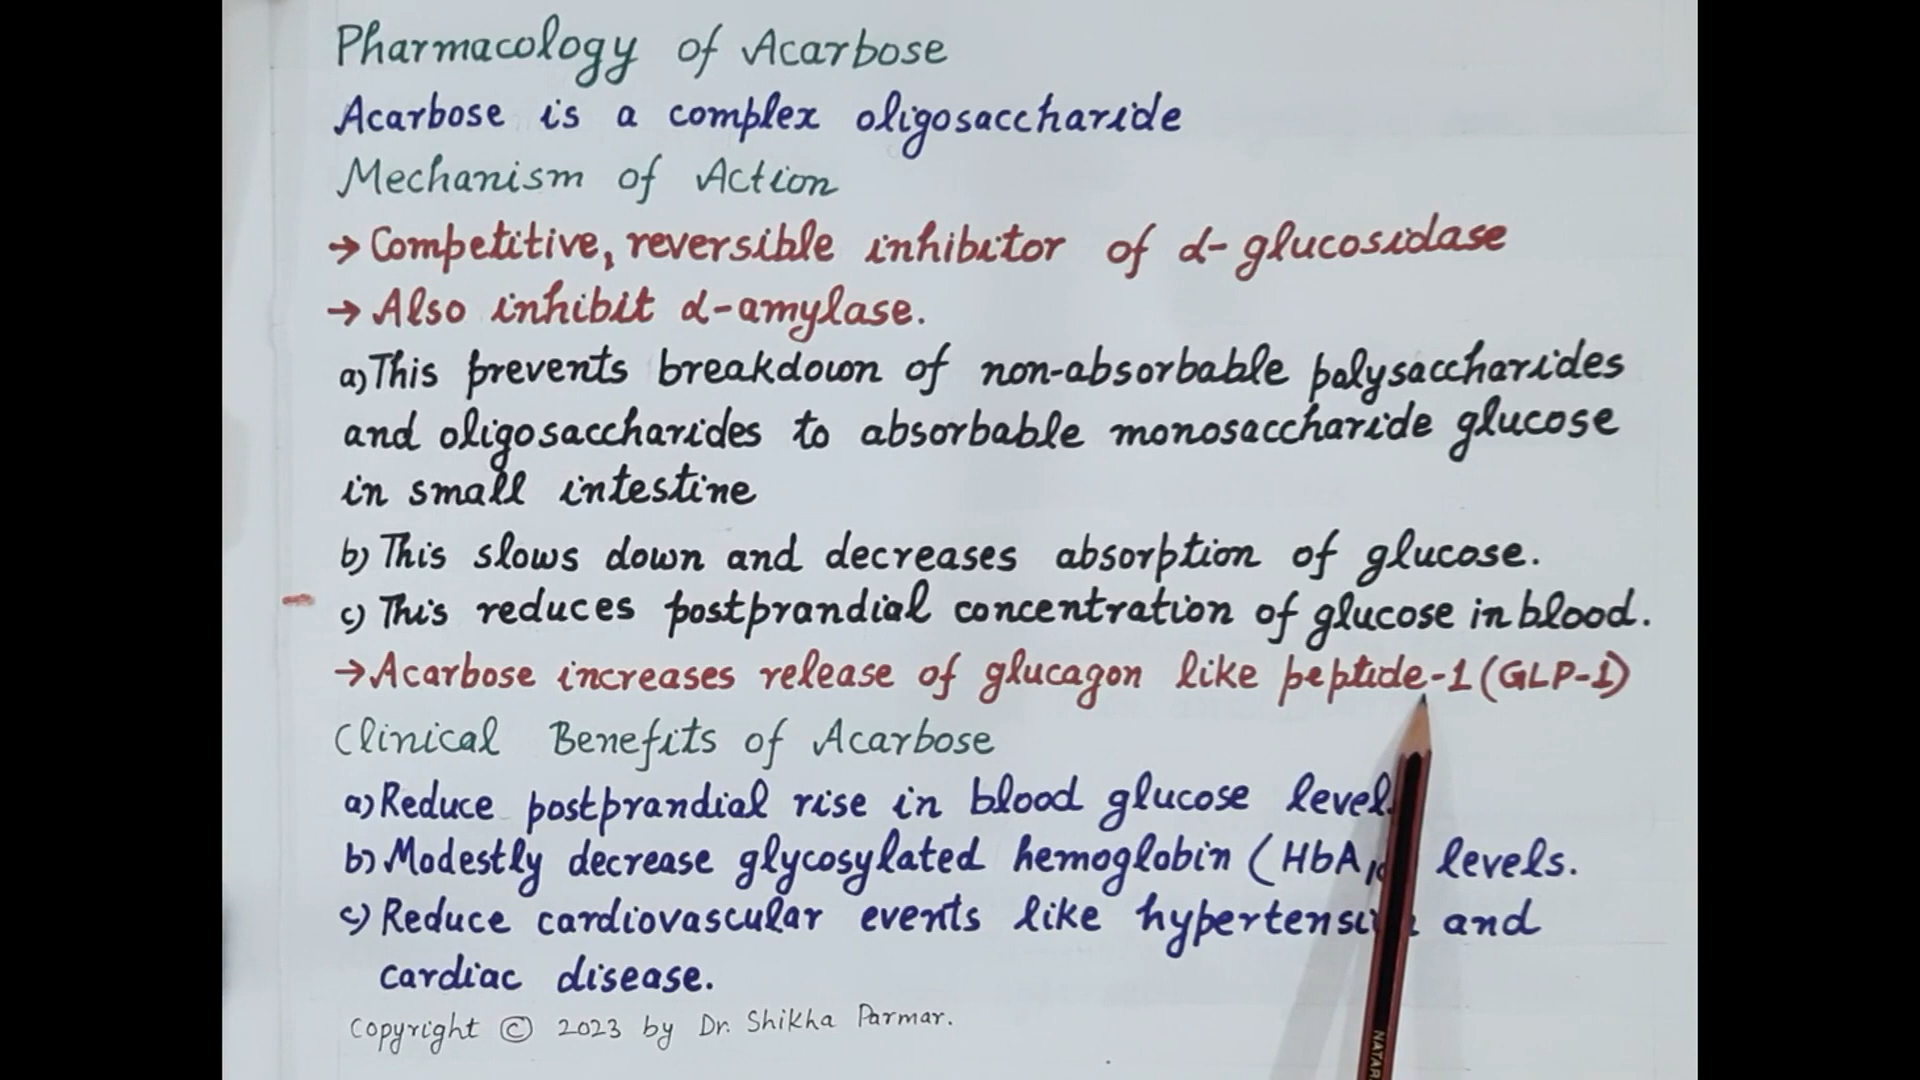 Pharmacology of Acarbose
Acarbose is a complex oligosaccharide
Mechanism of Action
→ Competitive, reversible inhibitor of α-glucosidase
→ Also inhibit α-amylase.
a) This prevents breakdown of non-absorbable polysaccharides
and oligosaccharides to absorbable monosaccharide glucose
in small intestine
b) This slows down and decreases absorption of glucose.
c) This reduces postprandial concentration of glucose in blood.
→ Acarbose increases release of glucagon like peptide-1 (GLP-1)
Clinical Benefits of Acarbose
a) Reduce postprandial rise in blood glucose level
b) Modestly decrease glycosylated hemoglobin (HbA1c levels.
c) Reduce cardiovascular events like and
cardiac disease.
Copyright © 2023 by Dr. Shikha Parmar.
NATAR